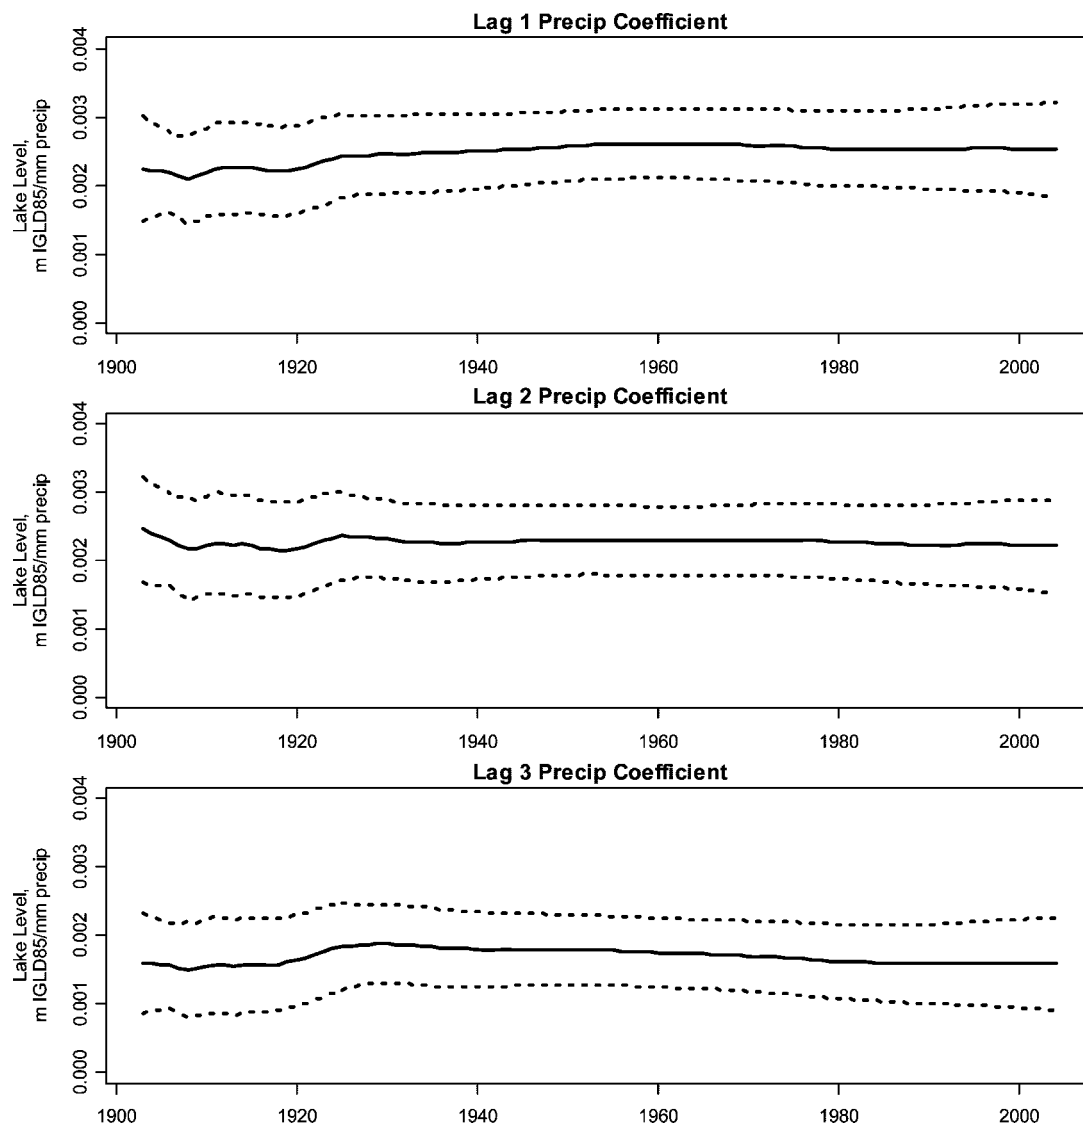 Lag 1 Precip Coefficient
Lake Level,
m IGLD85/mm precip
0.004
0.003
0.002
0.001
0.000
1900 1920 1940 1960 1980 2000
Lag 2 Precip Coefficient
Lake Level,
m IGLD85/mm precip
0.004
0.003
0.002
0.001
0.000
1900 1920 1940 1960 1980 2000
Lag 3 Precip Coefficient
Lake Level,
m IGLD85/mm precip
0.004
0.003
0.002
0.001
0.000
1900 1920 1940 1960 1980 2000